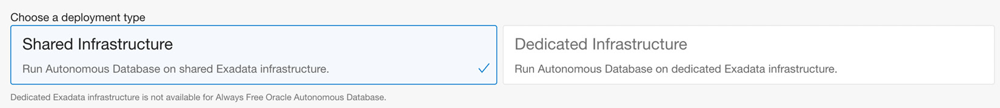 Choose a deployment type
Shared Infrastructure
Run Autonomous Database on shared Exadata infrastructure.
Dedicated Infrastructure
Run Autonomous Database on dedicated Exadata infrastructure.
Dedicated Exadata infrastructure is not available for Always Free Oracle Autonomous Database.